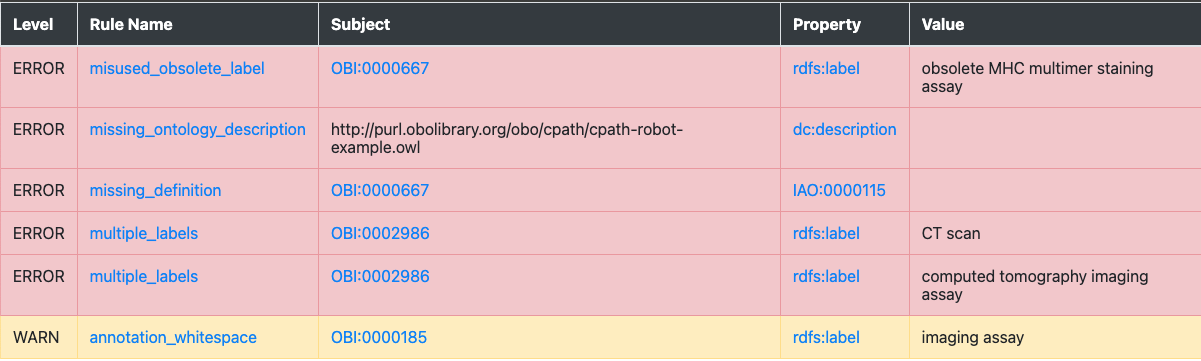 Level Rule Name Subject Property Value
ERROR misused_obsolete_label OBI:0000667 rdfs:label obsolete MHC multimer staining
assay
ERROR missing_ontology_description http://purl.obolibrary.org/obo/cpath/cpath-robot- dc:description
example.owl
ERROR missing_definition OBI:0000667 IAO:0000115
ERROR multiple_labels OBI:0002986 rdfs:label CT scan
ERROR multiple_labels OBI:0002986 rdfs:label computed tomography imaging
assay
WARN annotation_whitespace OBI:0000185 rdfs:label imaging assay